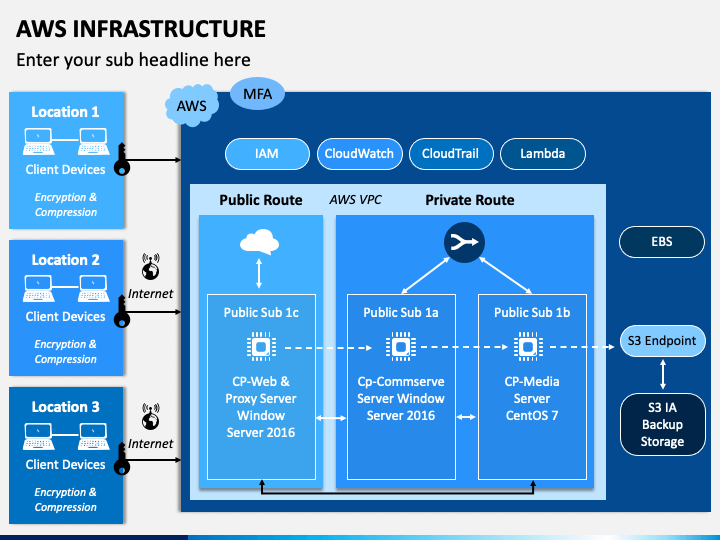 AWS INFRASTRUCTURE
Enter your sub headline here
AWS
MFA
Location 1
Client Devices
Encryption &
Compression
Location 2
Client Devices
Encryption &
Compression
Location 3
Client Devices
Encryption &
Compression
Internet
Internet
IAM
CloudWatch
CloudTrail
Lambda
Public Route
AWS VPC
Private Route
Public Sub 1c
CP-Web &
Proxy Server
Window
Server 2016
Public Sub 1a
Cp-Commserve
Server Window
Server 2016
Public Sub 1b
CP-Media
Server
CentOS 7
EBS
S3 Endpoint
S3 IA
Backup
Storage